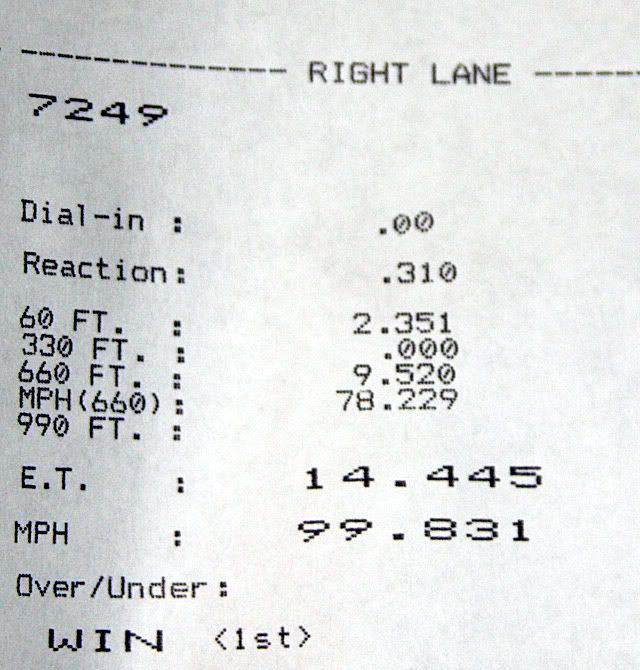 -------------- RIGHT LANE ------
7249
Dial-in : .00
Reaction: .310
60 FT. : 2.351
330 FT. : .000
660 FT. : 9.520
MPH(660): 78.229
990 FT. :
E.T. : 14.445
MPH : 99.831
Over/Under:
WIN <1st>